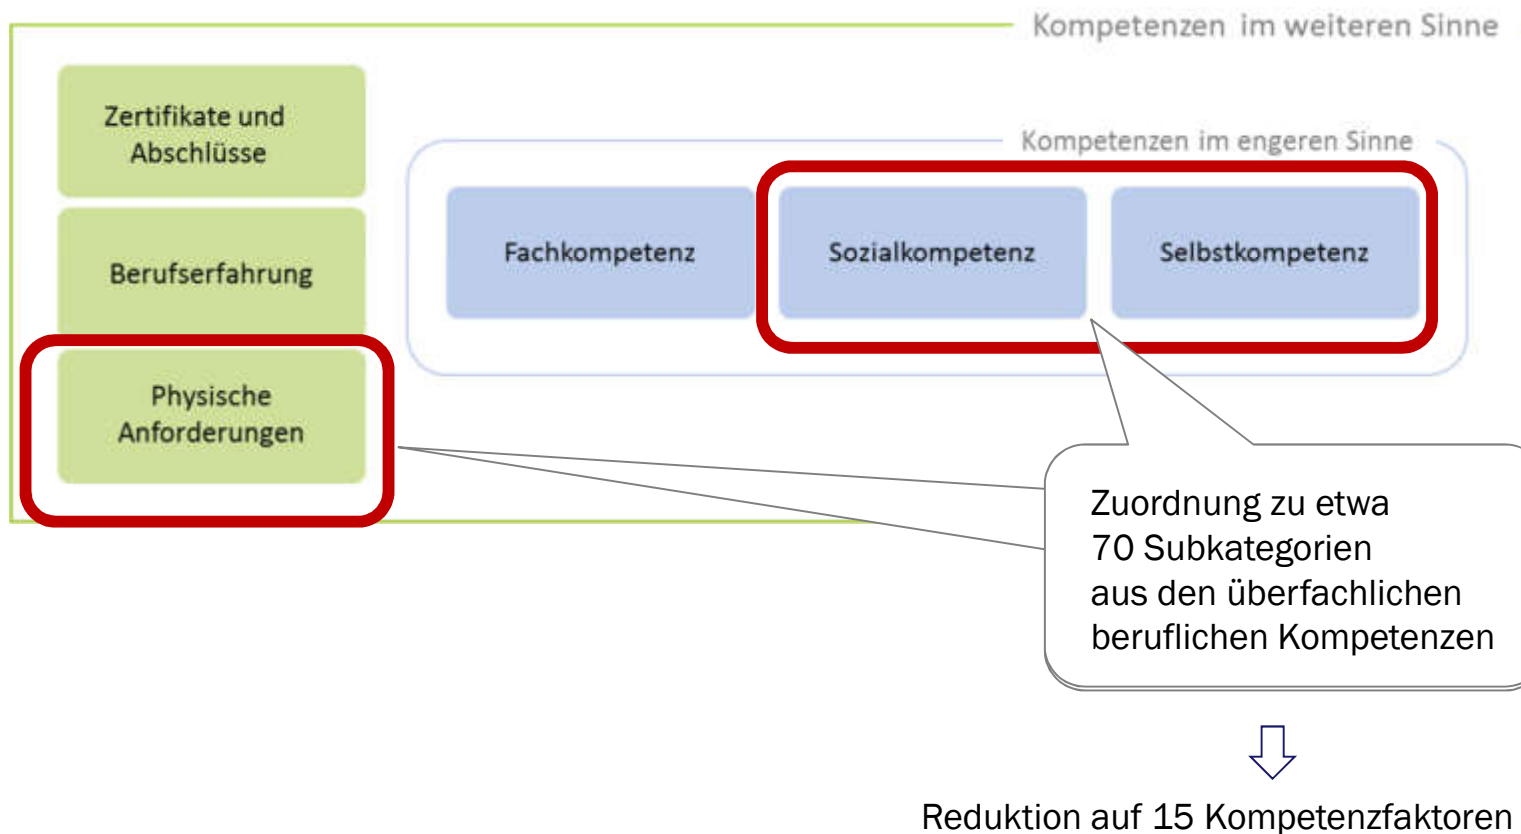 Kompetenzen im weiteren Sinne
Zertifikate und
Abschlüsse
Berufserfahrung
Physische
Anforderungen
Kompetenzen im engeren Sinne
Fachkompetenz
Sozialkompetenz
Selbstkompetenz
Zuordnung zu etwa
70 Subkategorien
aus den überfachlichen
beruflichen Kompetenzen
Reduktion auf 15 Kompetenzfaktoren